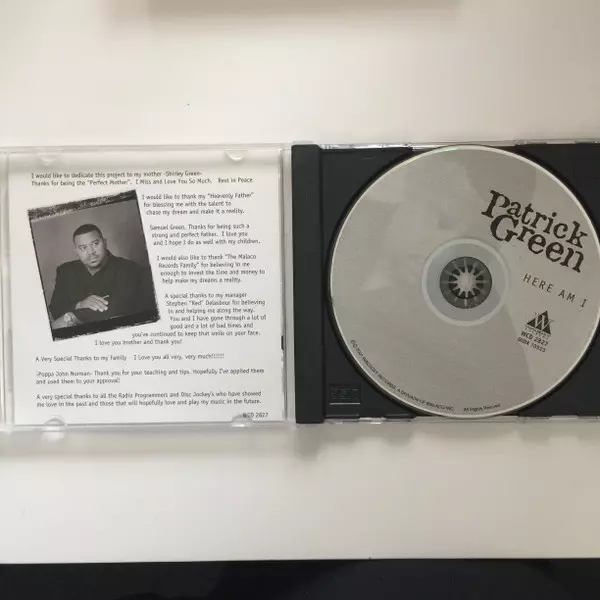 I would like to dedicate this project to my mother -Shirley Green-
Thanks for being the "Perfect Mother". I Miss and Love You So Much. Rest in Peace
I would like to thank my "Heavenly Father"
for blessing me with the talent to
chase my dream and make it a reality.
Samuel Green, Thanks for being such a
strong and perfect father. I love you
and I hope I do as well with my children.
I would also like to thank "The Malaco
Records Family" for believing in me
enough to invest the time and money to
help make my dreams a reality.
A special thanks to my manager
Stephen "Red" for believing
in and helping me along the way.
You and I have gone through a lot of
good and a lot of bad times and
you've continued to keep that smile on your face.
I love you brother and thank you!
A Very Special Thanks to my Family I love you all very, very much!!!!!!
-Poppa John Norman- Thank you for your teaching and tips. Hopefully I've applied them
and used them to your approval!
A very special thanks to all the Radio Programmers and Disc Jockey's who have showed
me love in the past and those that will hopefully love and play my music in the future.
WCD 2827
Patrick
Green
HERE AM I
WCD 2827
All Rights Reserved